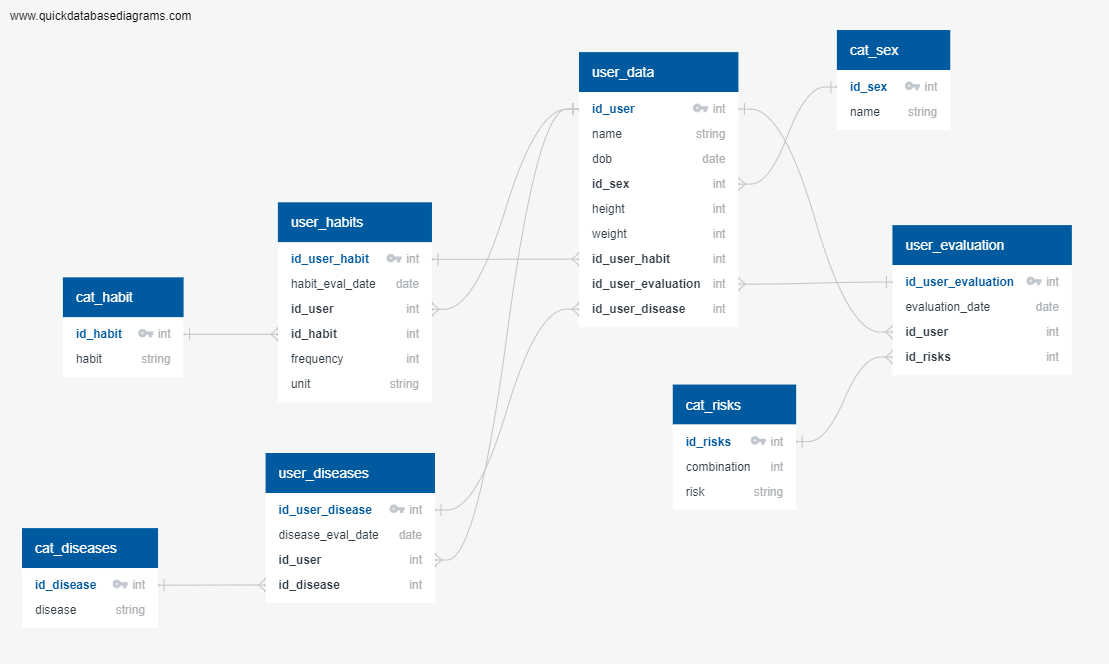 www.quickdatabasediagrams.com
cat_sex
id_sex int
name string
user_data
id_user int
name string
dob date
id_sex int
height int
weight int
id_user_habit int
id_user_evaluation int
id_user_disease int
user_habits
id_user_habit int
habit_eval_date date
id_user int
id_habit int
frequency int
unit string
user_evaluation
id_user_evaluation int
evaluation_date date
id_user int
id_risks int
cat_habit
id_habit int
habit string
cat_risks
id_risks int
combination int
risk string
user_diseases
id_user_disease int
disease_eval_date date
id_user int
id_disease int
cat_diseases
id_disease int
disease string